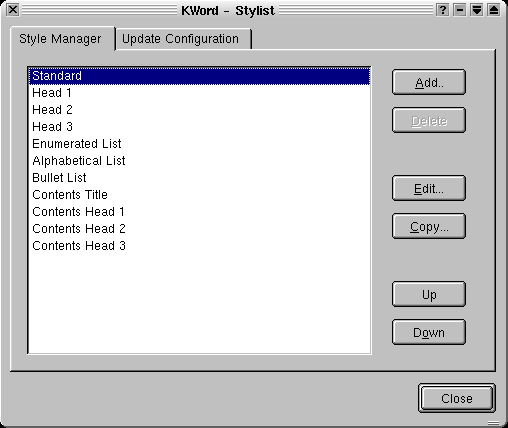 KWord - Stylist
Style Manager
Update Configuration
Standard
Head 1
Head 2
Head 3
Enumerated List
Alphabetical List
Bullet List
Contents Title
Contents Head 1
Contents Head 2
Contents Head 3
Add..
Delete
Edit...
Copy...
Up
Down
Close